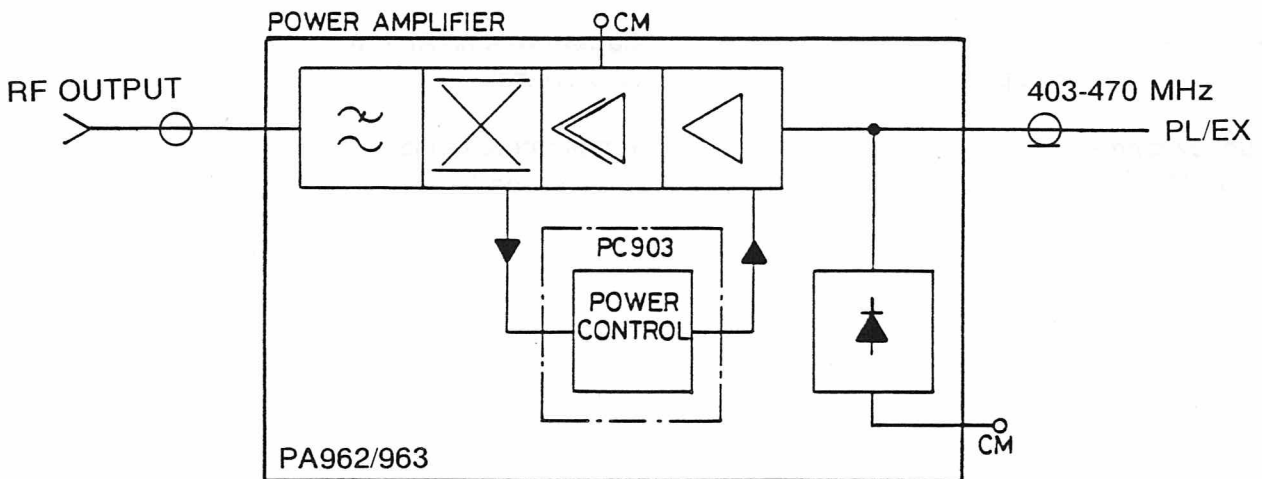 POWER AMPLIFIER
CM
RF OUTPUT
403-470 MHz
PL/EX
PC903
POWER
CONTROL
CM
PA962/963